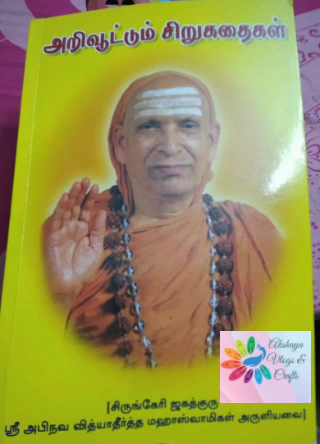 அறிவூட்டும் சிறுகதைகள்
[சிருங்கேரி ஜகத்குரு
ஸ்ரீ அபிநவ வித்யாதீர்த்த மஹாஸ்வாமிகள் அருளியவை]
Akshaya
Vlogs &
Crafts